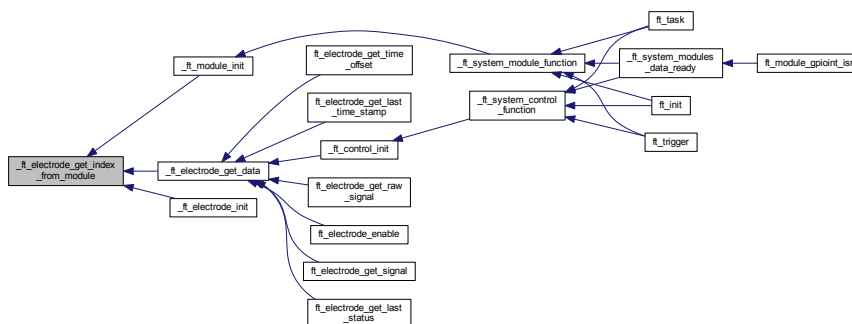 ft_task
ft_electrode_get_time
_offset
_ft_module_init
_ft_system_module_function
_ft_system_modules
_data_ready
ft_module_gpioint_isr
ft_electrode_get_last
_time_stamp
_ft_system_control
_function
ft_init
ft_trigger
_ft_control_init
_ft_electrode_get_index
_from_module
_ft_electrode_get_data
ft_electrode_get_raw
_signal
_ft_electrode_init
ft_electrode_enable
ft_electrode_get_signal
ft_electrode_get_last
_status